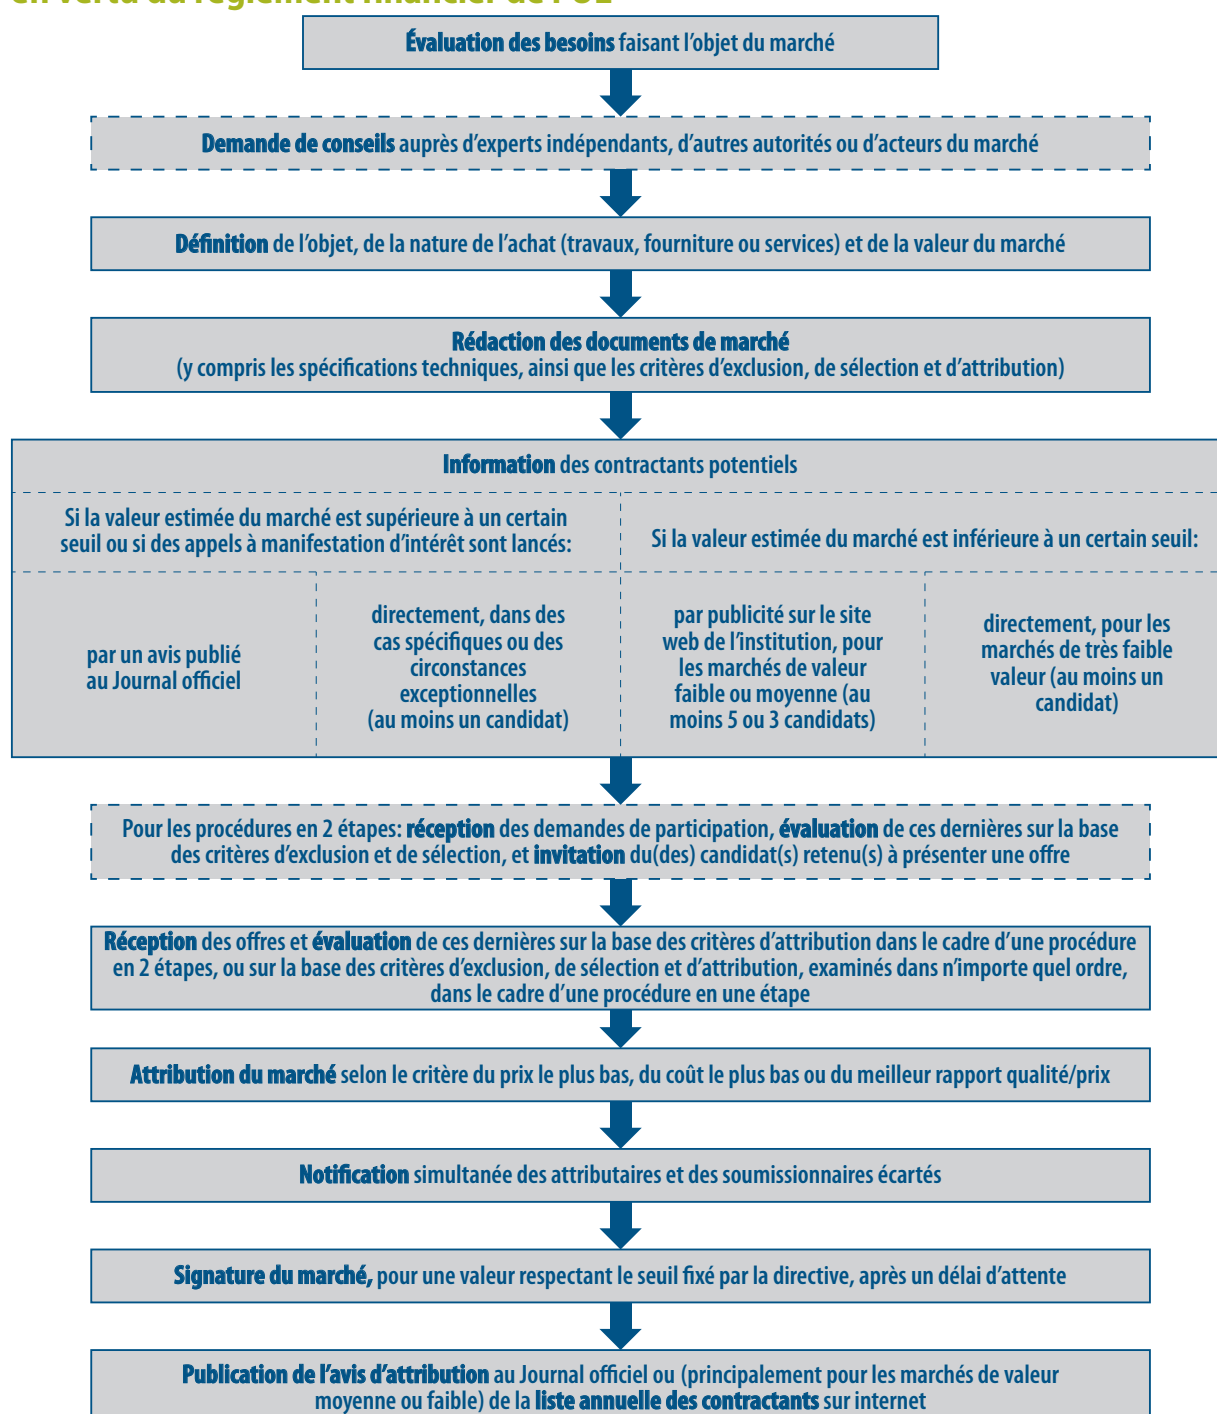 en vertu du règlement financier de l'UE
Évaluation des besoins faisant l'objet du marché
Demande de conseils auprès d'experts indépendants, d'autres autorités ou d'acteurs du marché
Définition de l'objet, de la nature de l'achat (travaux, fourniture ou services) et de la valeur du marché
Rédaction des documents de marché
(y compris les spécifications techniques, ainsi que les critères d'exclusion, de sélection et d'attribution)
Information des contractants potentiels
Si la valeur estimée du marché est supérieure à un certain
seuil ou si des appels à manifestation d'intérêt sont lancés:
Si la valeur estimée du marché est inférieure à un certain seuil:
par un avis publié
au Journal officiel
directement, dans des
cas spécifiques ou des
circonstances
exceptionnelles
(au moins un candidat)
par publicité sur le site
web de l'institution, pour
les marchés de valeur
faible ou moyenne (au
moins 5 ou 3 candidats)
directement, pour les
marchés de très faible
valeur (au moins un
candidat)
Pour les procédures en 2 étapes: réception des demandes de participation, évaluation de ces dernières sur la base
des critères d'exclusion et de sélection, et invitation du(des) candidat(s) retenu(s) à présenter une offre
Réception des offres et évaluation de ces dernières sur la base des critères d'attribution dans le cadre d'une procédure
en 2 étapes, ou sur la base des critères d'exclusion, de sélection et d'attribution, examinés dans n'importe quel ordre,
dans le cadre d'une procédure en une étape
Attribution du marché selon le critère du prix le plus bas, du coût le plus bas ou du meilleur rapport qualité/prix
Notification simultanée des attributaires et des soumissionnaires écartés
Signature du marché, pour une valeur respectant le seuil fixé par la directive, après un délai d'attente
Publication de l'avis d'attribution au Journal officiel ou (principalement pour les marchés de valeur
moyenne ou faible) de la liste annuelle des contractants sur internet